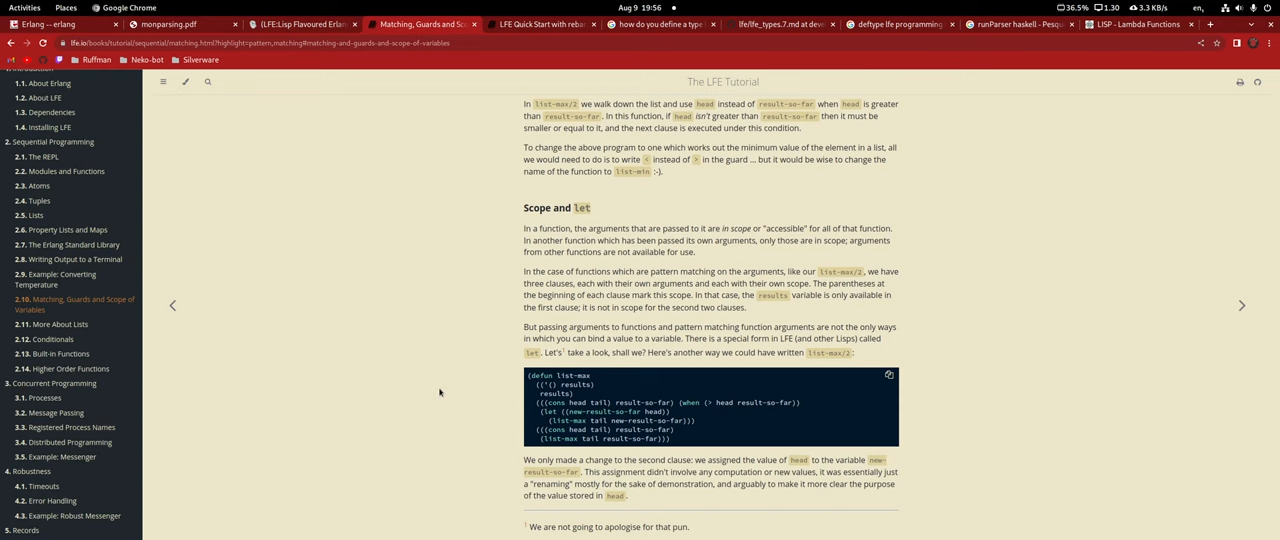 Activities Places Google Chrome Aug 9 19:56 36.5% 1.30 3.3 KB/s en
Erlang -- erlang monparsing.pdf (LFE:Lisp Flavoured Erlan Matching, Guards and Sco LFE Quick Start with reba how do you define a type lfe/lfe_types.7.md at deve deftype lfe programming runParser haskell - Pesqu LISP - Lambda Functions
lfe.io/books/tutorial/sequential/matching.html?highlight=pattern,matching#matching-and-guards-and-scope-of-variables
Ruffman Neko-bot Silverware
The LFE Tutorial
1.1. About Erlang
1.2. About LFE
1.3. Dependencies
1.4. Installing LFE
2. Sequential Programming
2.1. The REPL
2.2. Modules and Functions
2.3. Atoms
2.4. Tuples
2.5. Lists
2.6. Property Lists and Maps
2.7. The Erlang Standard Library
2.8. Writing Output to a Terminal
2.9. Example: Converting
Temperature
2.10. Matching, Guards and Scope of
Variables
2.11. More About Lists
2.12. Conditionals
2.13. Built-in Functions
2.14. Higher Order Functions
3. Concurrent Programming
3.1. Processes
3.2. Message Passing
3.3. Registered Process Names
3.4. Distributed Programming
3.5. Example: Messenger
4. Robustness
4.1. Timeouts
4.2. Error Handling
4.3. Example: Robust Messenger
5. Records
In list-max/2 we walk down the list and use head instead of result-so-far when head is greater
than result-so-far. In this function, if head isn't greater than result-so-far then it must be
smaller or equal to it, and the next clause is executed under this condition.
To change the above program to one which works out the minimum value of the element in a list, all
we would need to do is to write < instead of > in the guard ... but it would be wise to change the
name of the function to list-min :-).
Scope and let
In a function, the arguments that are passed to it are in scope or "accessible" for all of that function.
In another function which has been passed its own arguments, only those are in scope; arguments
from other functions are not available for use.
In the case of functions which are pattern matching on the arguments, like our list-max/2, we have
three clauses, each with their own arguments and each with their own scope. The parentheses at
the beginning of each clause mark this scope. In that case, the results variable is only available in
the first clause; it is not in scope for the second two clauses.
But passing arguments to functions and pattern matching function arguments are not the only ways
in which you can bind a value to a variable. There is a special form in LFE (and other Lisps) called
let. Let's1 take a look, shall we? Here's another way we could have written list-max/2:
(defun list-max
(('() results)
results)
(((cons head tail) result-so-far) (when (> head result-so-far))
(let ((new-result-so-far head))
(list-max tail new-result-so-far)))
(((cons head tail) result-so-far)
(list-max tail result-so-far)))
We only made a change to the second clause: we assigned the value of head to the variable new-
result-so-far. This assignment didn't involve any computation or new values, it was essentially just
a "renaming" mostly for the sake of demonstration, and arguably to make it more clear the purpose
of the value stored in head.
1 We are not going to apologise for that pun.